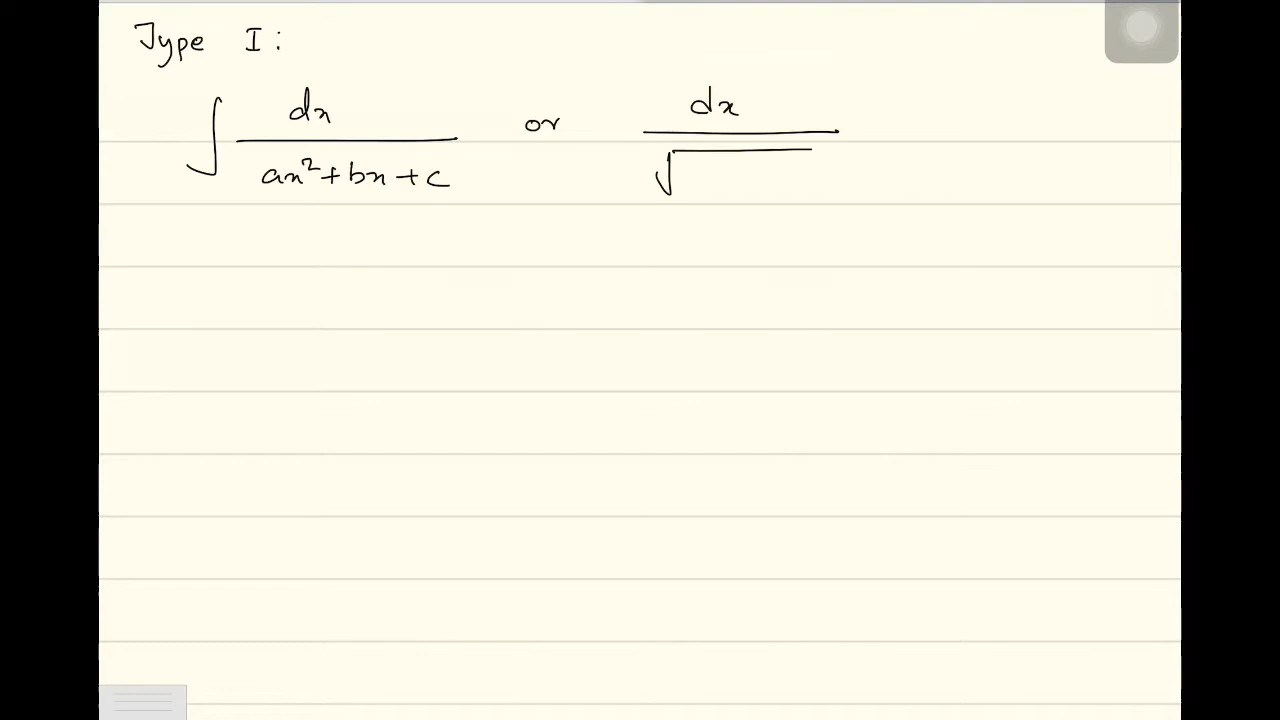 Type I:
∫ dx / ax²+bx+c or dx / √